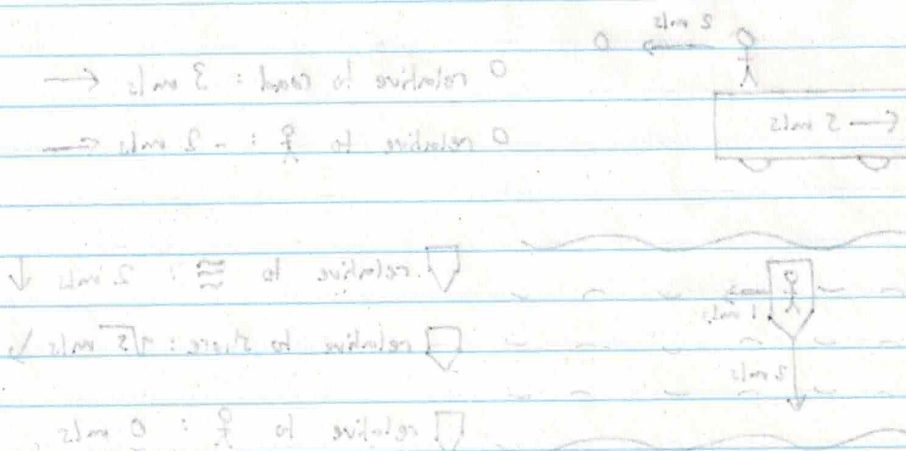 2 m/s
O relative to road : 3 m/s
5 m/s
O relative to : - 2 m/s
relative to : 2 m/s
1 m/s
relative to shore : √5 m/s
2 m/s
relative to : 0 m/s